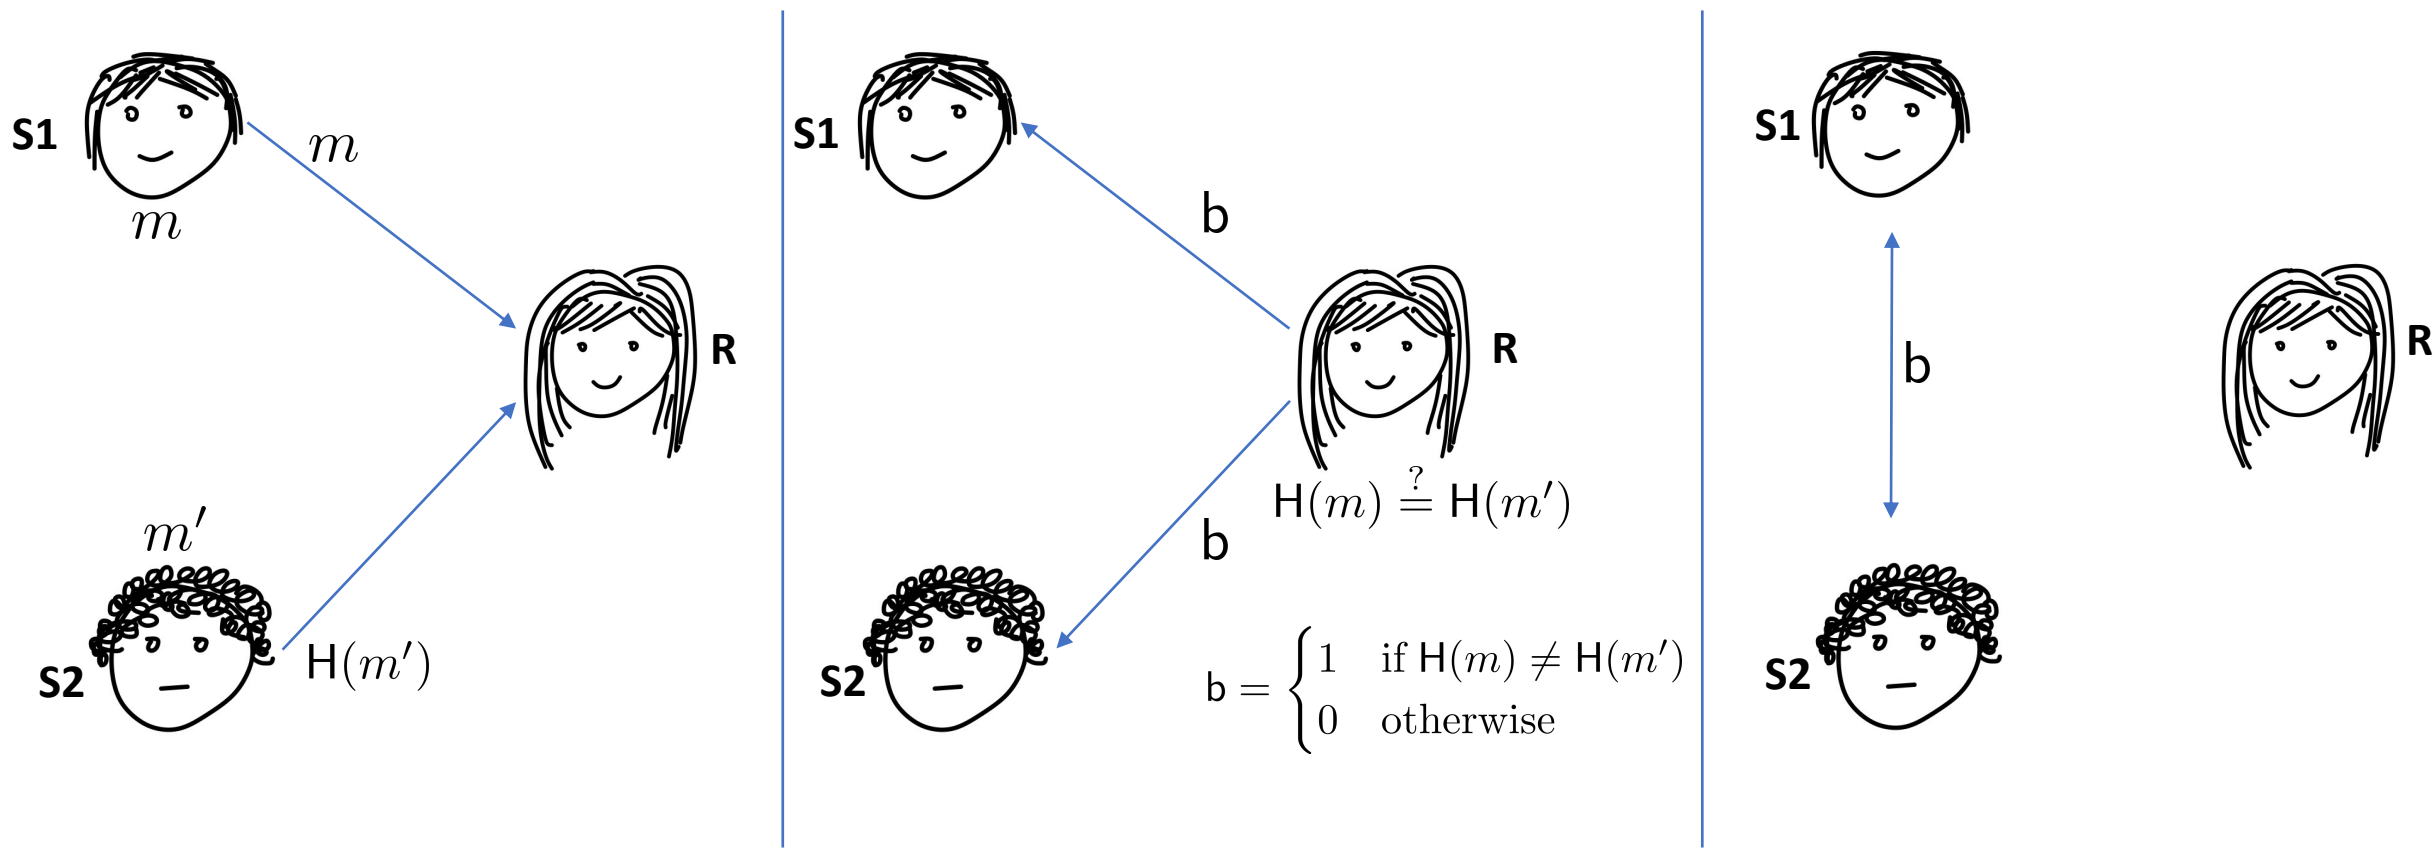 S1
m
m
R
m′
S2
H(m′)
S1
b
R
H(m) ≟ H(m′)
b
S2
b = { 1 if H(m) ≠ H(m′)
0 otherwise
S1
b
R
S2